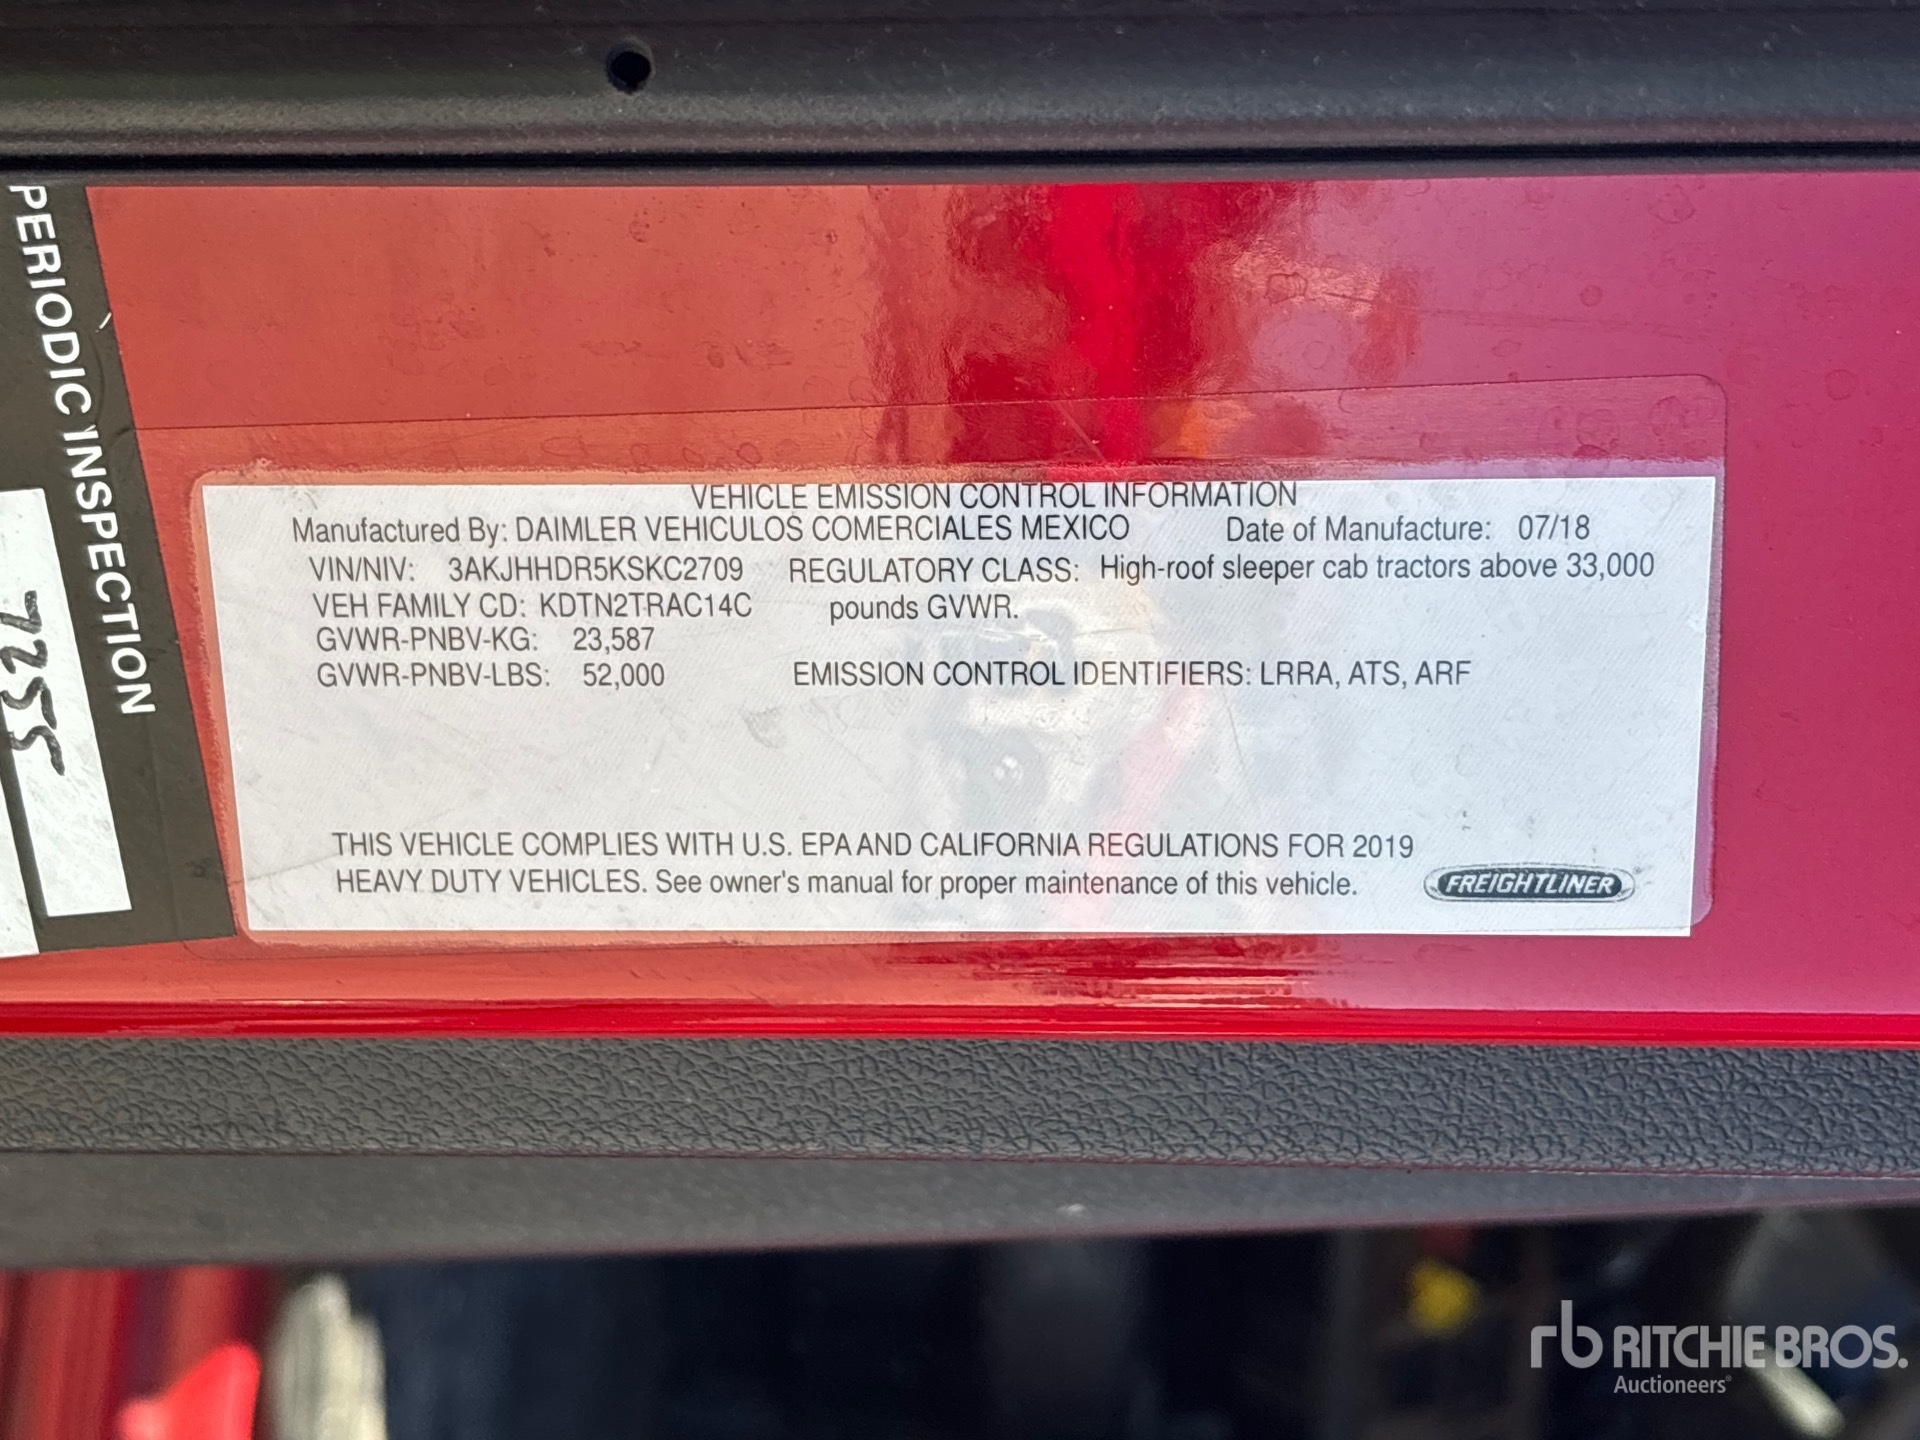 PERIODIC INSPECTION
7255
VEHICLE EMISSION CONTROL INFORMATION
Manufactured By: DAIMLER VEHICULOS COMERCIALES MEXICO Date of Manufacture: 07/18
VIN/NIV: 3AKJHHDR5KSKC2709 REGULATORY CLASS: High-roof sleeper cab tractors above 33,000
VEH FAMILY CD: KDTN2TRAC14C pounds GVWR.
GVWR-PNBV-KG: 23,587
GVWR-PNBV-LBS: 52,000 EMISSION CONTROL IDENTIFIERS: LRRA, ATS, ARF
THIS VEHICLE COMPLIES WITH U.S. EPA AND CALIFORNIA REGULATIONS FOR 2019
HEAVY DUTY VEHICLES. See owner's manual for proper maintenance of this vehicle.
FREIGHTLINER
rb RITCHIE BROS.
Auctioneers